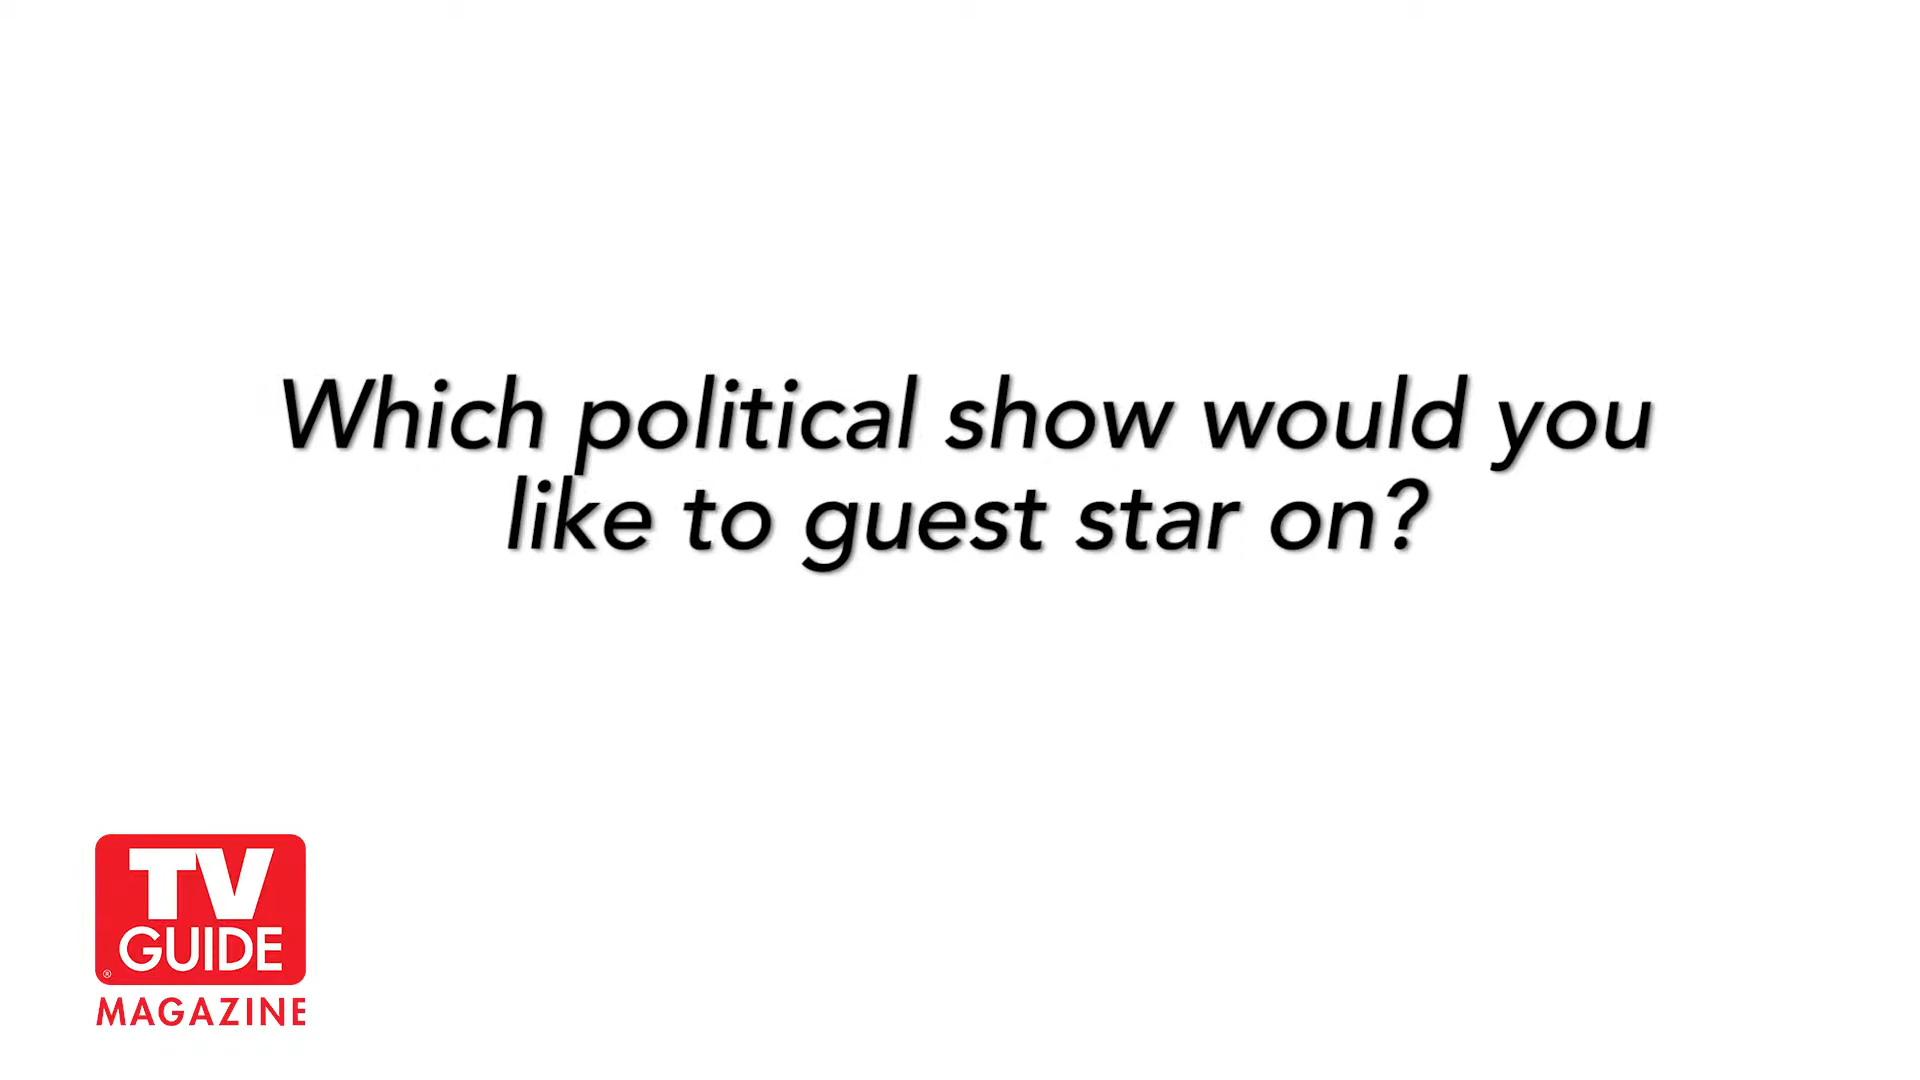 Which political show would you
like to guest star on?
TV
GUIDE
®
MAGAZINE